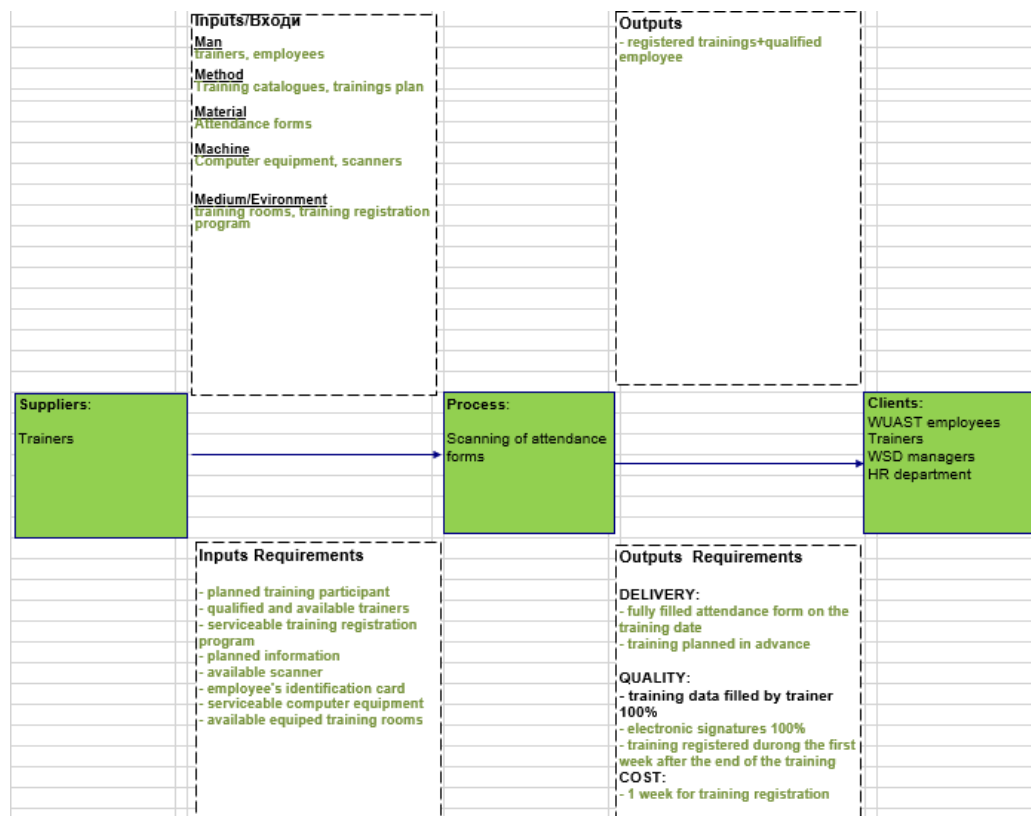 Inputs/Входи
Man
trainers, employees
Method
Training catalogues, trainings plan
Material
Attendance forms
Machine
Computer equipment, scanners
Medium/Evironment
training rooms, training registration
program
Outputs
- registered trainings+qualified
employee
Suppliers:
Trainers
Process:
Scanning of attendance
forms
Clients:
WUAST employees
Trainers
WSD managers
HR department
Inputs Requirements
- planned training participant
- qualified and available trainers
- serviceable training registration
program
- planned information
- available scanner
- employee's identification card
- serviceable computer equipment
- available equiped training rooms
Outputs Requirements
DELIVERY:
- fully filled attendance form on the
training date
- training planned in advance
QUALITY:
- training data filled by trainer
100%
- electronic signatures 100%
- training registered durong the first
week after the end of the training
COST:
- 1 week for training registration